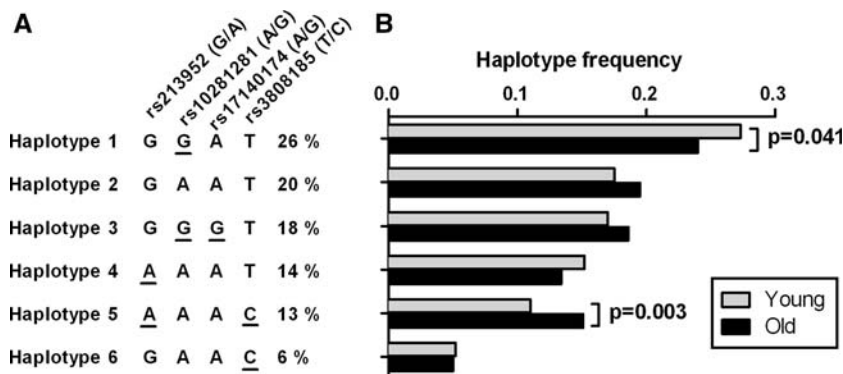 A
rs213952 (G/A)
rs10281281 (A/G)
rs17140174 (A/G)
rs3808185 (T/C)
Haplotype 1 G G A T 26 %
Haplotype 2 G A A T 20 %
Haplotype 3 G G G T 18 %
Haplotype 4 A A A T 14 %
Haplotype 5 A A A C 13 %
Haplotype 6 G A A C 6 %
B
Haplotype frequency
0.0 0.1 0.2 0.3
p=0.041
p=0.003
Young
Old